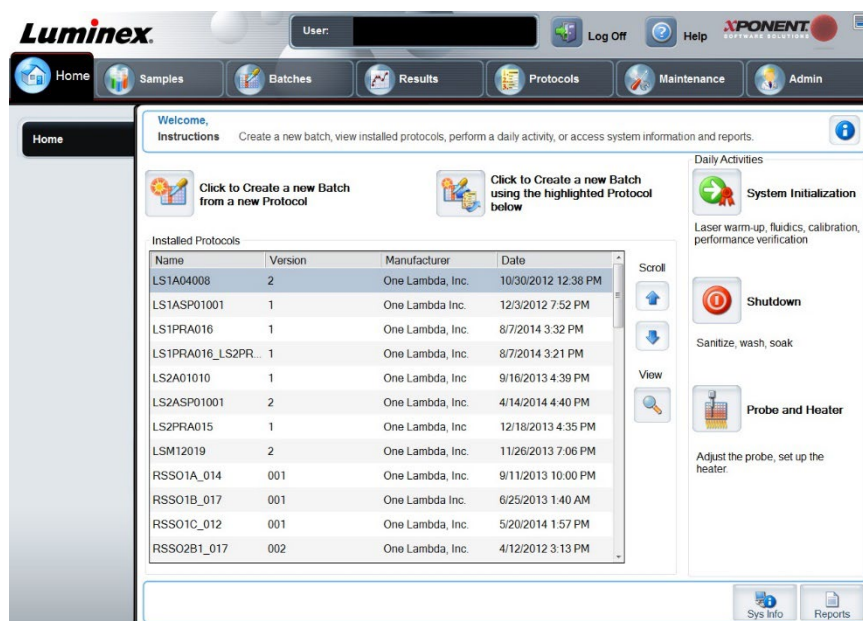 Luminex.
User:
Log Off
Help
XPONENT.
SOFTWARE SOLUTIONS
Home
Samples
Batches
Results
Protocols
Maintenance
Admin
Home
Welcome,
Instructions Create a new batch, view installed protocols, perform a daily activity, or access system information and reports.
Click to Create a new Batch
from a new Protocol
Click to Create a new Batch
using the highlighted Protocol
below
Installed Protocols
Name Version Manufacturer Date
LS1A04008 2 One Lambda, Inc. 10/30/2012 12:38 PM
LS1ASP01001 1 One Lambda Inc. 12/3/2012 7:52 PM
LS1PRA016 1 One Lambda, Inc. 8/7/2014 3:32 PM
LS1PRA016_LS2PR... 1 One Lambda, Inc. 8/7/2014 3:21 PM
LS2A01010 1 One Lambda, Inc 9/16/2013 4:39 PM
LS2ASP01001 2 One Lambda, Inc. 4/14/2014 4:40 PM
LS2PRA015 1 One Lambda, Inc 12/18/2013 4:35 PM
LSM12019 2 One Lambda, Inc. 11/26/2013 7:06 PM
RSSO1A_014 001 One Lambda, Inc. 9/11/2013 10:00 PM
RSSO1B_017 001 One Lambda Inc. 6/25/2013 1:40 AM
RSSO1C_012 001 One Lambda, Inc. 5/20/2014 1:57 PM
RSSO2B1_017 002 One Lambda, Inc. 4/12/2012 3:13 PM
Scroll
View
Daily Activities
System Initialization
Laser warm-up, fluidics, calibration,
performance verification
Shutdown
Sanitize, wash, soak
Probe and Heater
Adjust the probe, set up the
heater.
Sys Info
Reports